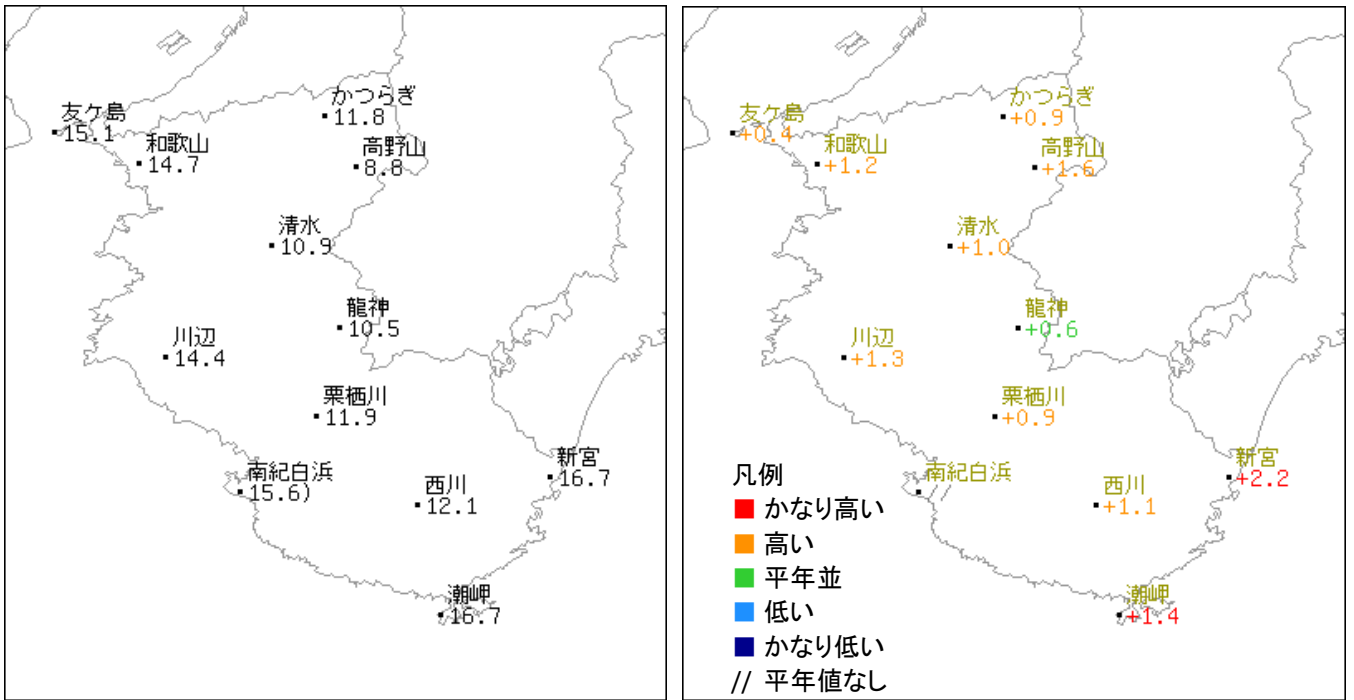 友ケ島
15.1
和歌山
14.7
かつらぎ
11.8
高野山
8.8
清水
10.9
龍神
10.5
川辺
14.4
栗栖川
11.9
南紀白浜
15.6)
西川
12.1
新宮
16.7
潮岬
16.7
友ケ島
+0.4
和歌山
+1.2
かつらぎ
+0.9
高野山
+1.6
清水
+1.0
龍神
+0.6
川辺
+1.3
栗栖川
+0.9
南紀白浜
//
西川
+1.1
新宮
+2.2
潮岬
+1.4
凡例
かなり高い
高い
平年並
低い
かなり低い
// 平年値なし